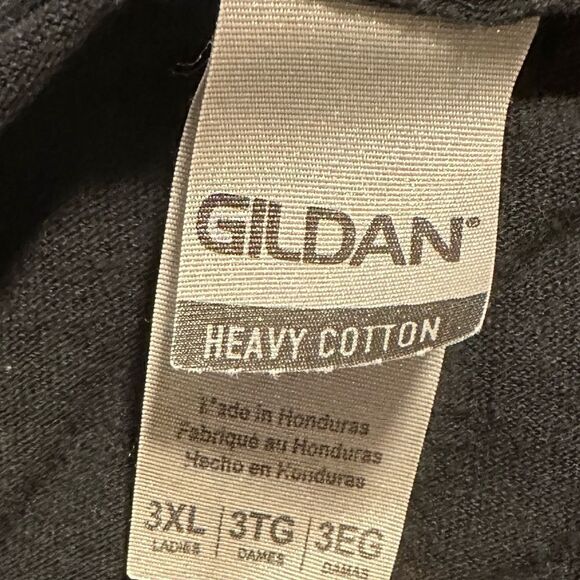 GILDAN®
HEAVY COTTON
Made in Honduras
Fabriqué au Honduras
Hecho en Honduras
3XL | 3TG | 3EG
LADIES DAMES DAMAS